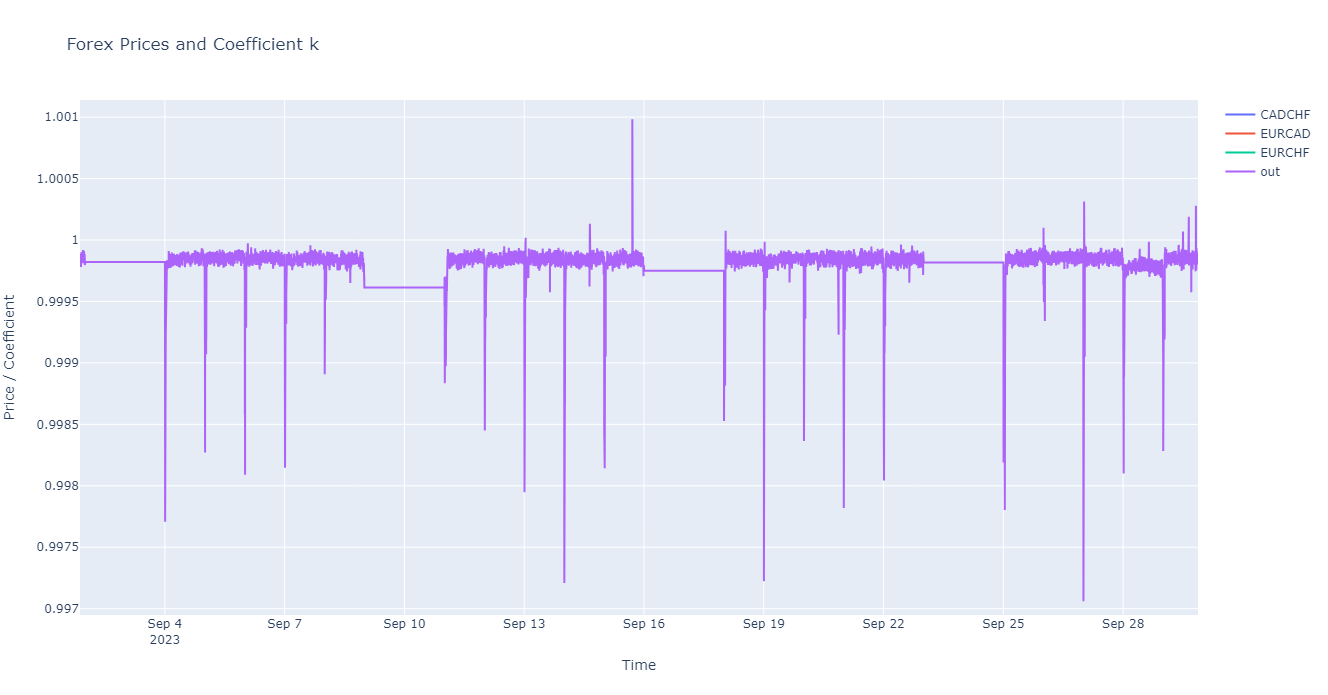 Forex Prices and Coefficient k
CADCHF
EURCAD
EURCHF
out
Price / Coefficient
1.001
1.0005
1
0.9995
0.999
0.9985
0.998
0.9975
0.997
Sep 4
2023
Sep 7
Sep 10
Sep 13
Sep 16
Sep 19
Sep 22
Sep 25
Sep 28
Time